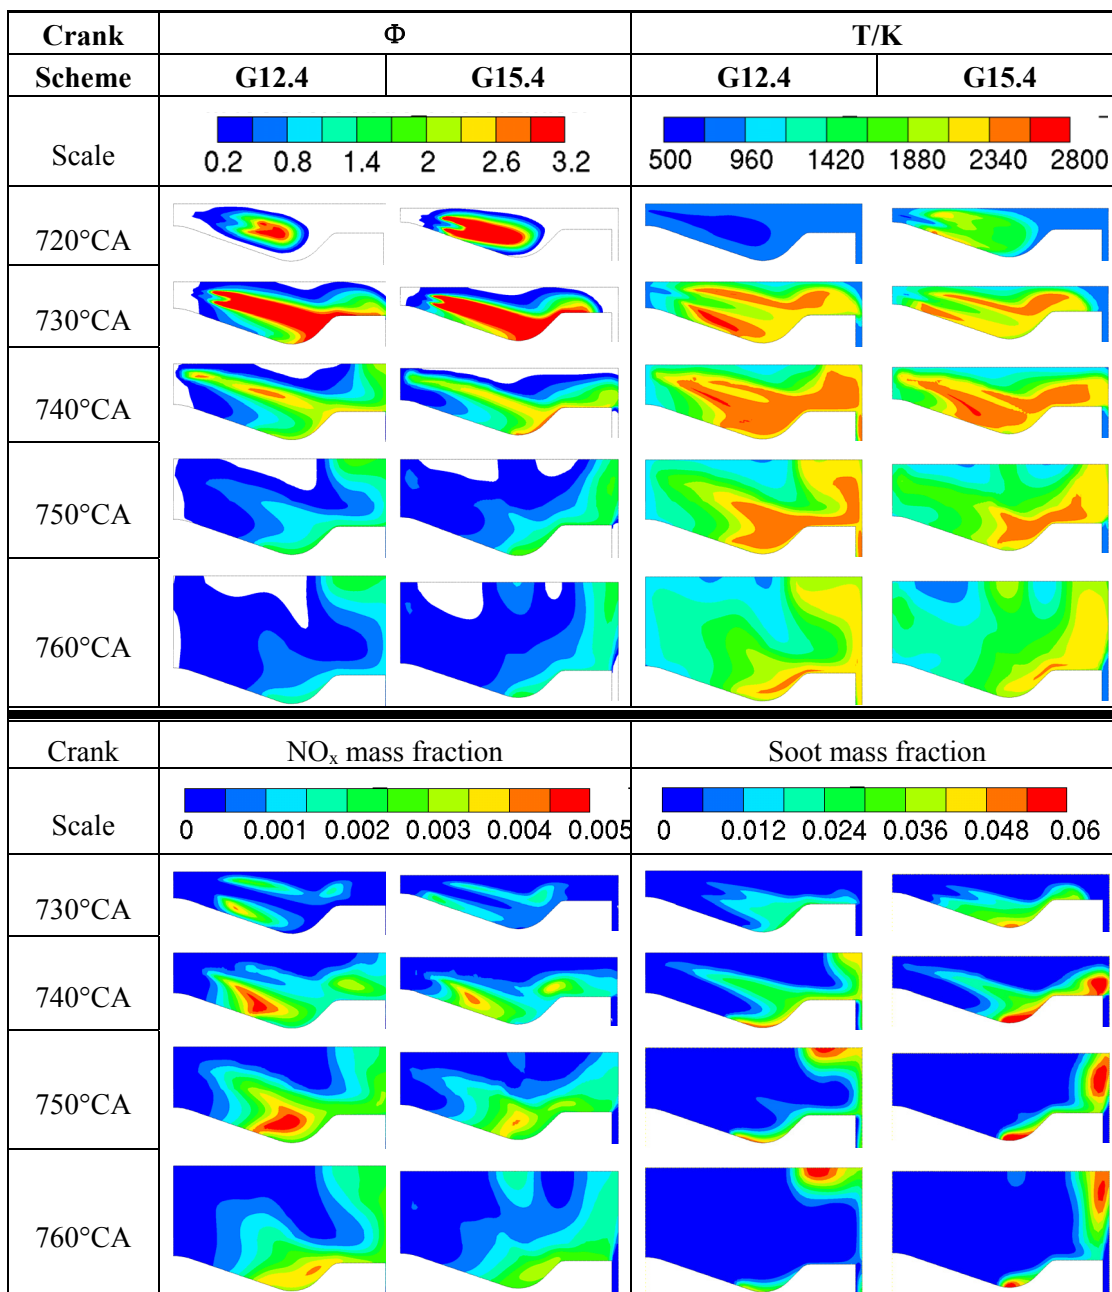 Crank Φ T/K
Scheme G12.4 G15.4 G12.4 G15.4
Scale
0.2 0.8 1.4 2 2.6 3.2 500 960 1420 1880 2340 2800
720°CA
730°CA
740°CA
750°CA
760°CA
Crank NOx mass fraction Soot mass fraction
Scale
0 0.001 0.002 0.003 0.004 0.005 0 0.012 0.024 0.036 0.048 0.06
730°CA
740°CA
750°CA
760°CA